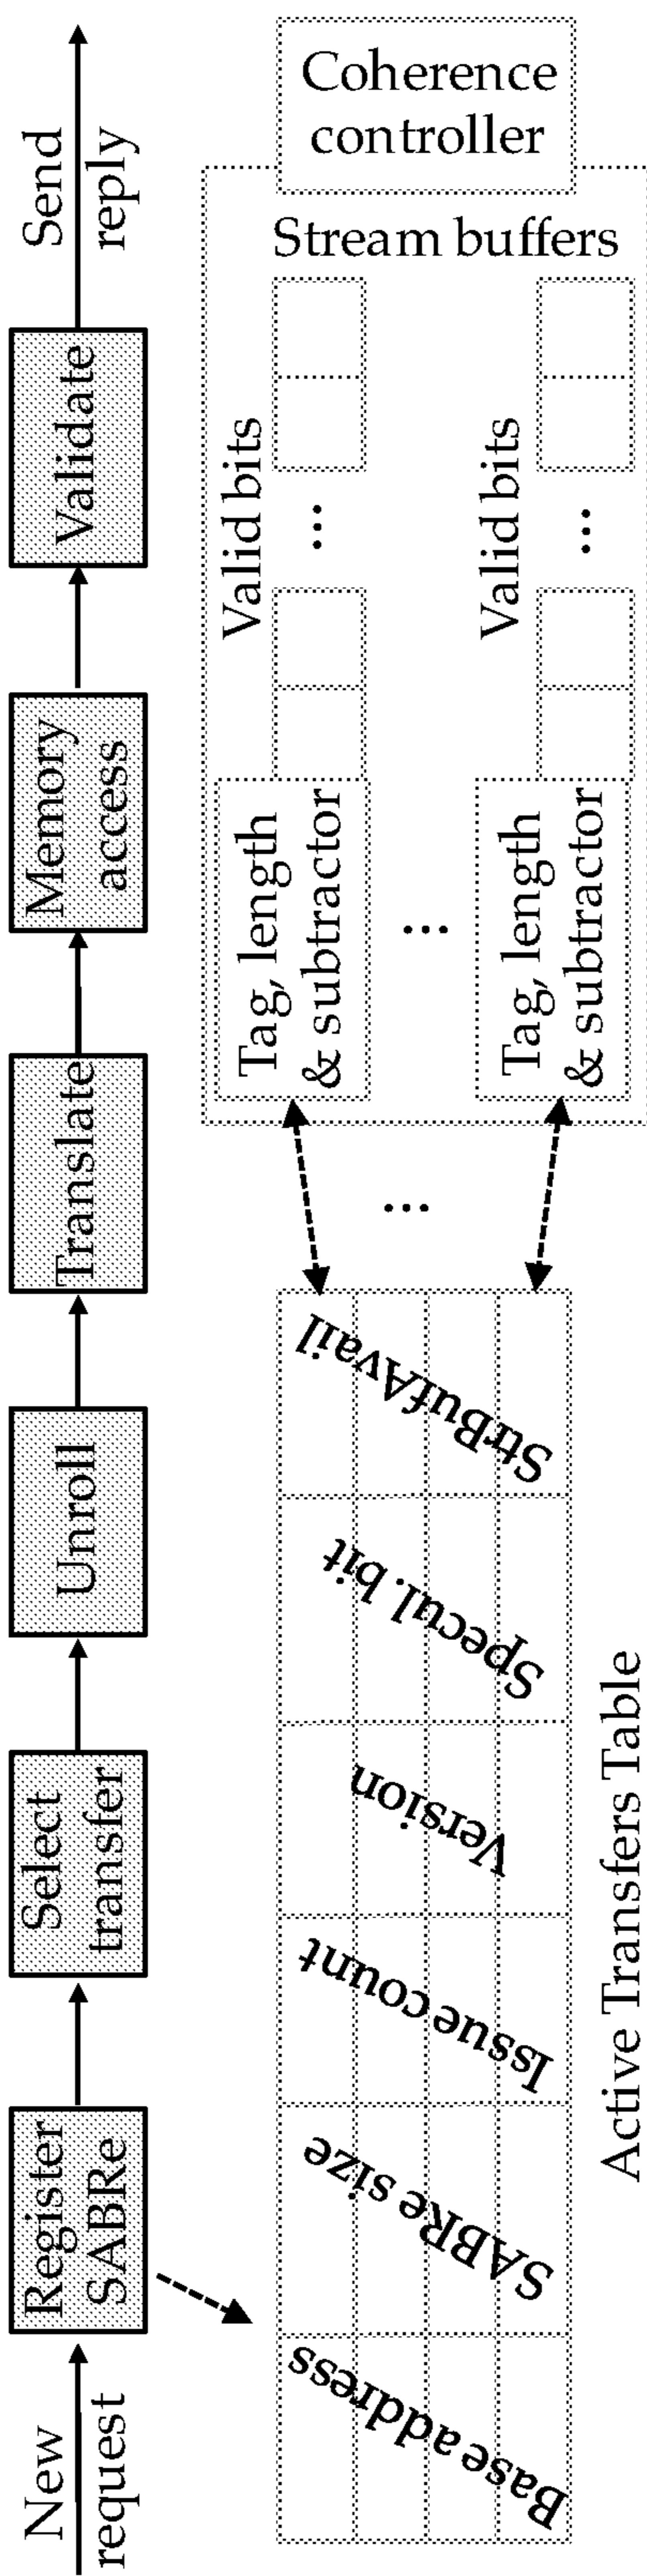 New
request
Register
SABRe
Select
transfer
Unroll
Translate
Memory
access
Validate
Send
reply
Base address
SABRe size
Issue count
Version
Specul. bit
StrBufAvail
Active Transfers Table
...
Tag, length
& subtractor
Valid bits
...
...
Tag, length
& subtractor
Valid bits
...
Stream buffers
Coherence
controller